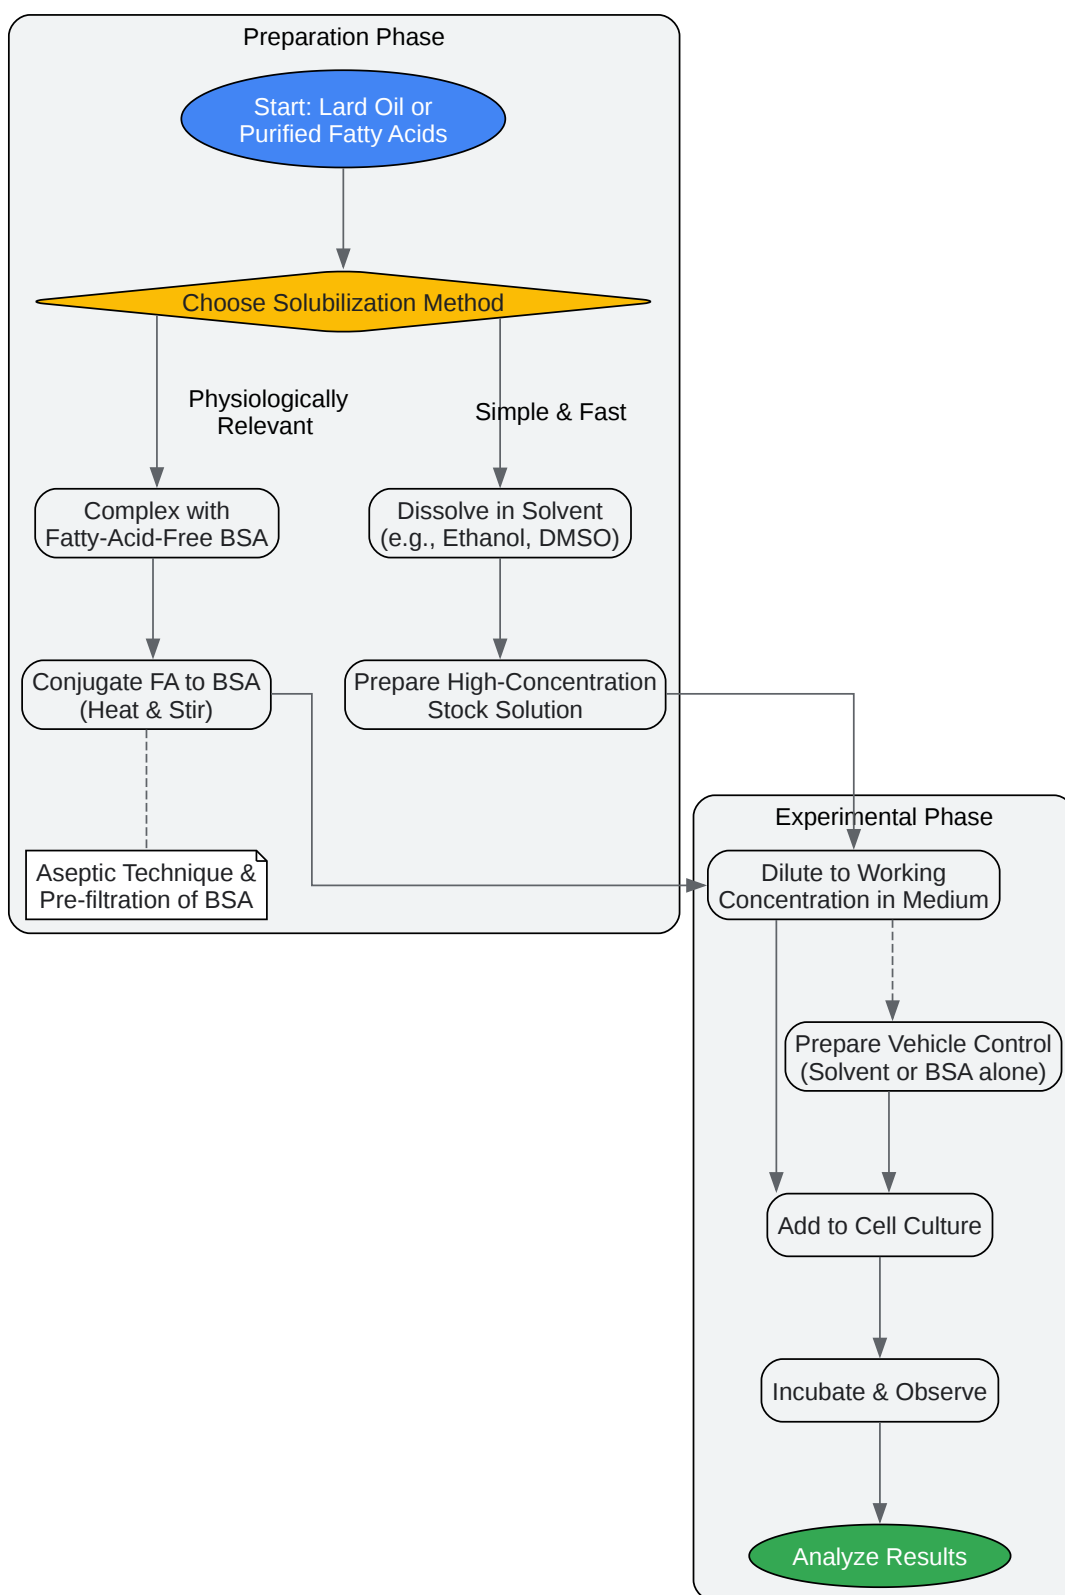 Preparation Phase
Start: Lard Oil or
Purified Fatty Acids
Choose Solubilization Method
Physiologically
Relevant
Simple & Fast
Complex with
Fatty-Acid-Free BSA
Dissolve in Solvent
(e.g., Ethanol, DMSO)
Conjugate FA to BSA
(Heat & Stir)
Prepare High-Concentration
Stock Solution
Aseptic Technique &
Pre-filtration of BSA
Experimental Phase
Dilute to Working
Concentration in Medium
Prepare Vehicle Control
(Solvent or BSA alone)
Add to Cell Culture
Incubate & Observe
Analyze Results